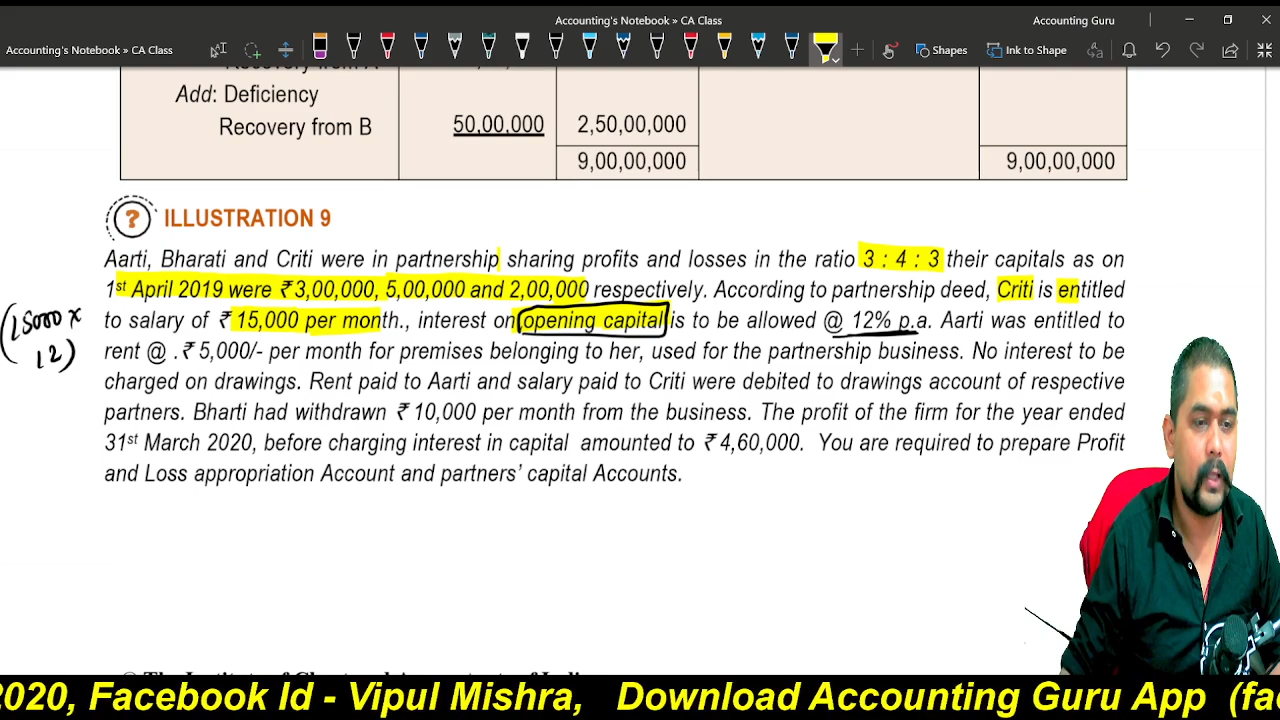 Accounting's Notebook » CA Class
Accounting Guru
Accounting's Notebook » CA Class
Shapes
Ink to Shape
Add: Deficiency
Recovery from B 50,00,000 2,50,00,000
9,00,00,000 9,00,00,000
? ILLUSTRATION 9
Aarti, Bharati and Criti were in partnership sharing profits and losses in the ratio 3 : 4 : 3 their capitals as on
1st April 2019 were ₹ 3,00,000, 5,00,000 and 2,00,000 respectively. According to partnership deed, Criti is entitled
to salary of ₹ 15,000 per month., interest on opening capital is to be allowed @ 12% p.a. Aarti was entitled to
rent @ .₹ 5,000/- per month for premises belonging to her, used for the partnership business. No interest to be
charged on drawings. Rent paid to Aarti and salary paid to Criti were debited to drawings account of respective
partners. Bharti had withdrawn ₹ 10,000 per month from the business. The profit of the firm for the year ended
31st March 2020, before charging interest in capital amounted to ₹ 4,60,000. You are required to prepare Profit
and Loss appropriation Account and partners' capital Accounts.
(15000 x
12)
2020, Facebook Id - Vipul Mishra, Download Accounting Guru App (fac